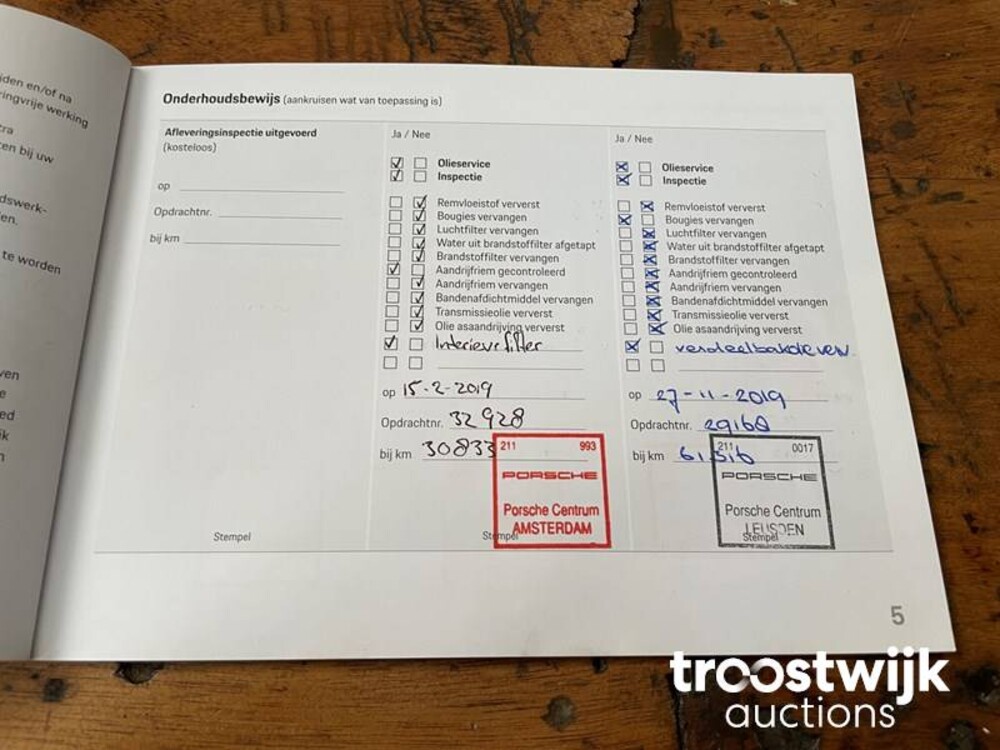 iden en/of na
ringvrije werking
tra
en bij uw
dswerk-
en.
te worden
ven
e
ed
ik
n
Onderhoudsbewijs (aankruisen wat van toepassing is)
Afleveringsinspectie uitgevoerd
(kosteloos)
op
Opdrachtnr.
bij km
Stempel
Ja / Nee
Olieservice
Inspectie
Remvloeistof ververst
Bougies vervangen
Luchtfilter vervangen
Water uit brandstoffilter afgetapt
Brandstoffilter vervangen
Aandrijfriem gecontroleerd
Aandrijfriem vervangen
Bandenafdichtmiddel vervangen
Transmissieolie ververst
Olie asaandrijving ververst
Interieurfilter
op 15-2-2019
Opdrachtnr. 32928
bij km 30833
211 993
PORSCHE
Porsche Centrum
AMSTERDAM
Stempel
Ja / Nee
Olieservice
Inspectie
Remvloeistof ververst
Bougies vervangen
Luchtfilter vervangen
Water uit brandstoffilter afgetapt
Brandstoffilter vervangen
Aandrijfriem gecontroleerd
Aandrijfriem vervangen
Bandenafdichtmiddel vervangen
Transmissieolie ververst
Olie asaandrijving ververst
op 27-11-2019
Opdrachtnr.
bij km
211 0017
PORSCHE
Porsche Centrum
LEUSDEN
Stempel
5
troostwijk
auctions